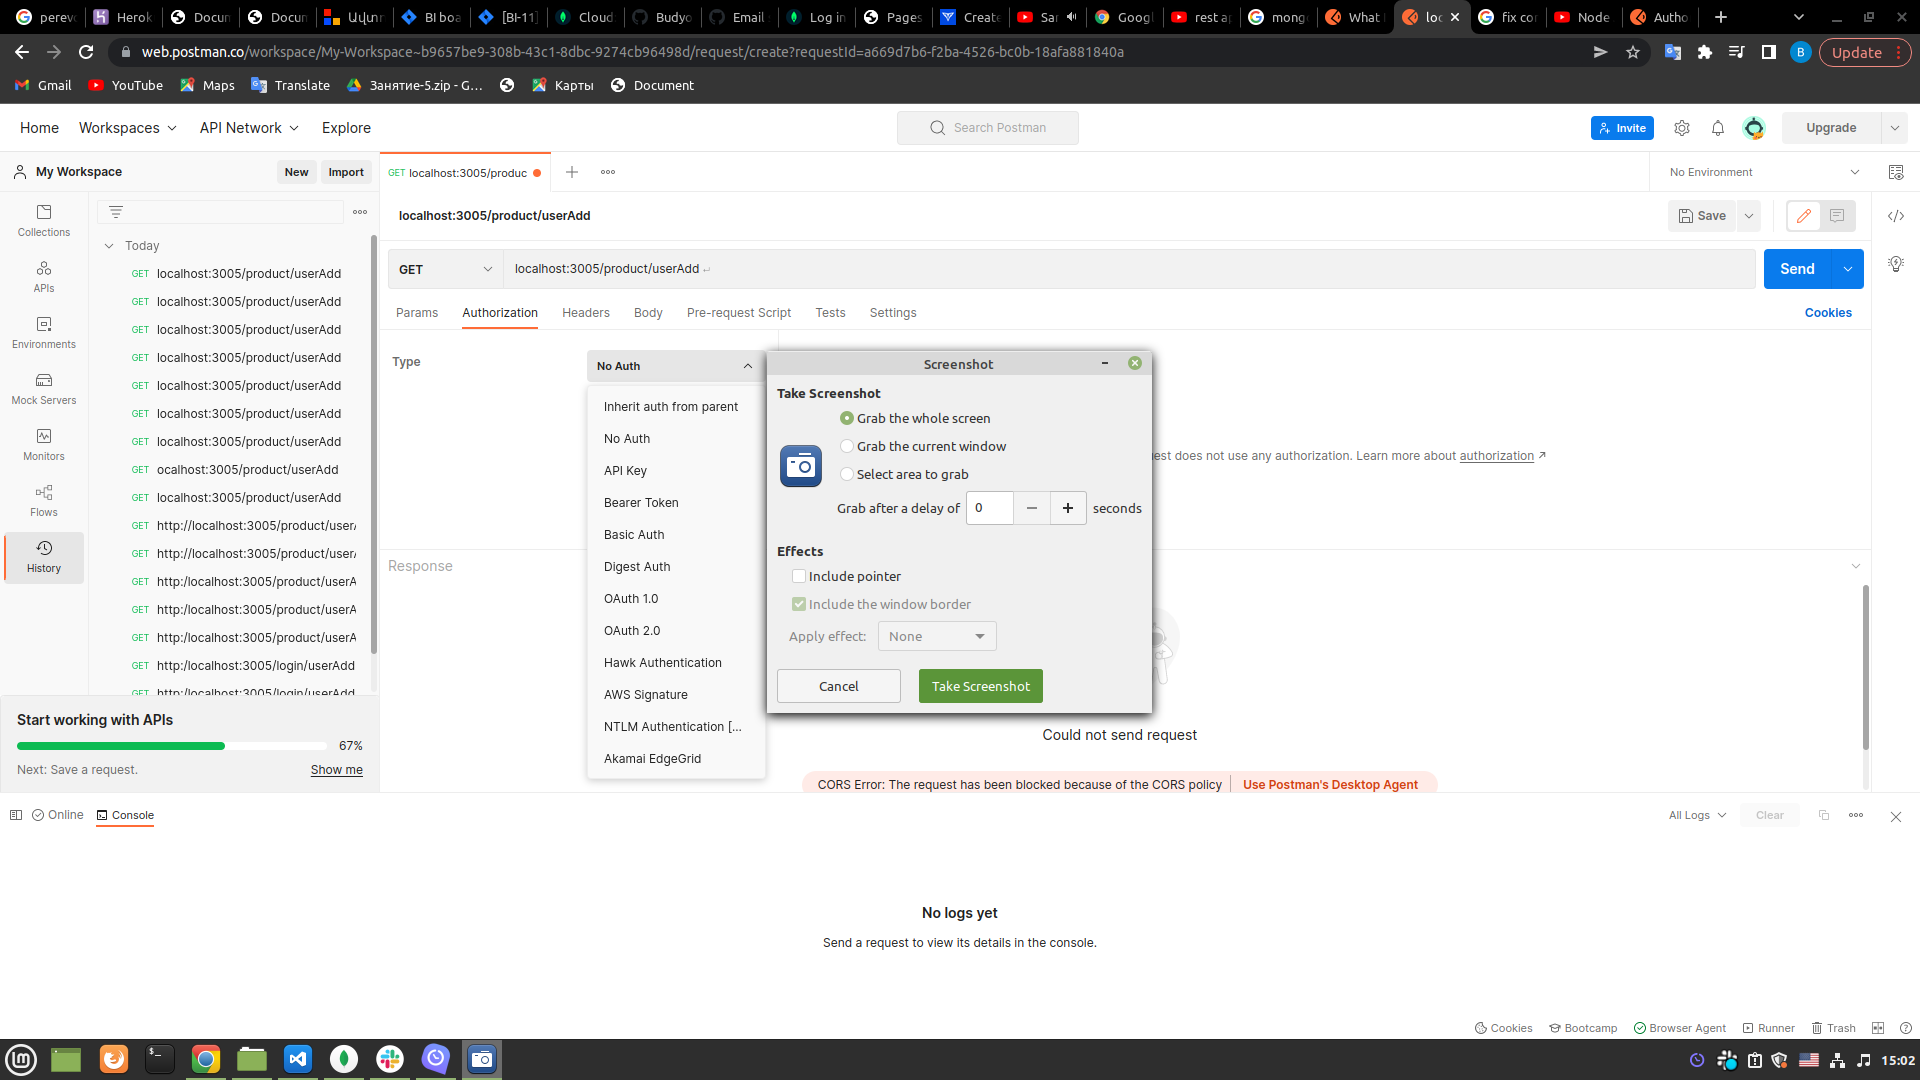 perev
Herok
Docum
Docum
Ավտո
BI boa
[BI-11]
Cloud
Budyo
Email
Log in
Pages
Create
Sar
Googl
rest ap
mong
What
loc
fix cor
Node
Autho
web.postman.co/workspace/My-Workspace~b9657be9-308b-43c1-8dbc-9274cb96498d/request/create?requestId=a669d7b6-f2ba-4526-bc0b-18afa881840a
B
Update
Gmail
YouTube
Maps
Translate
Занятие-5.zip - G...
Карты
Document
Home
Workspaces
API Network
Explore
Search Postman
Invite
Upgrade
My Workspace
New
Import
GET localhost:3005/produc
No Environment
Collections
APIs
Environments
Mock Servers
Monitors
Flows
History
Today
GET localhost:3005/product/userAdd
GET localhost:3005/product/userAdd
GET localhost:3005/product/userAdd
GET localhost:3005/product/userAdd
GET localhost:3005/product/userAdd
GET localhost:3005/product/userAdd
GET localhost:3005/product/userAdd
GET ocalhost:3005/product/userAdd
GET localhost:3005/product/userAdd
GET http://localhost:3005/product/user
GET http://localhost:3005/product/user
GET http://localhost:3005/product/userA
GET http://localhost:3005/product/userA
GET http://localhost:3005/product/userA
GET http://localhost:3005/login/userAdd
GET http://localhost:3005/login/userAdd
Start working with APIs
67%
Next: Save a request.
Show me
localhost:3005/product/userAdd
Save
GET
localhost:3005/product/userAdd
Send
Params
Authorization
Headers
Body
Pre-request Script
Tests
Settings
Cookies
Type
No Auth
Inherit auth from parent
No Auth
API Key
Bearer Token
Basic Auth
Digest Auth
OAuth 1.0
OAuth 2.0
Hawk Authentication
AWS Signature
NTLM Authentication [...
Akamai EdgeGrid
est does not use any authorization. Learn more about authorization
Screenshot
Take Screenshot
Grab the whole screen
Grab the current window
Select area to grab
Grab after a delay of 0 seconds
Effects
Include pointer
Include the window border
Apply effect: None
Cancel
Take Screenshot
Response
Could not send request
CORS Error: The request has been blocked because of the CORS policy
Use Postman's Desktop Agent
Online
Console
All Logs
Clear
No logs yet
Send a request to view its details in the console.
Cookies
Bootcamp
Browser Agent
Runner
Trash
15:02